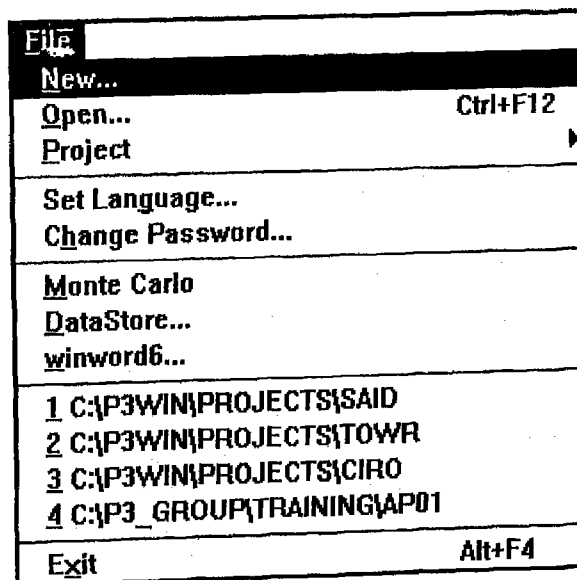 File
New...
Open... Ctrl+F12
Project
Set Language...
Change Password...
Monte Carlo
DataStore...
winword6...
1 C:\P3WIN\PROJECTS\SAID
2 C:\P3WIN\PROJECTS\TOWR
3 C:\P3WIN\PROJECTS\CIRO
4 C:\P3_GROUP\TRAINING\AP01
Exit Alt+F4